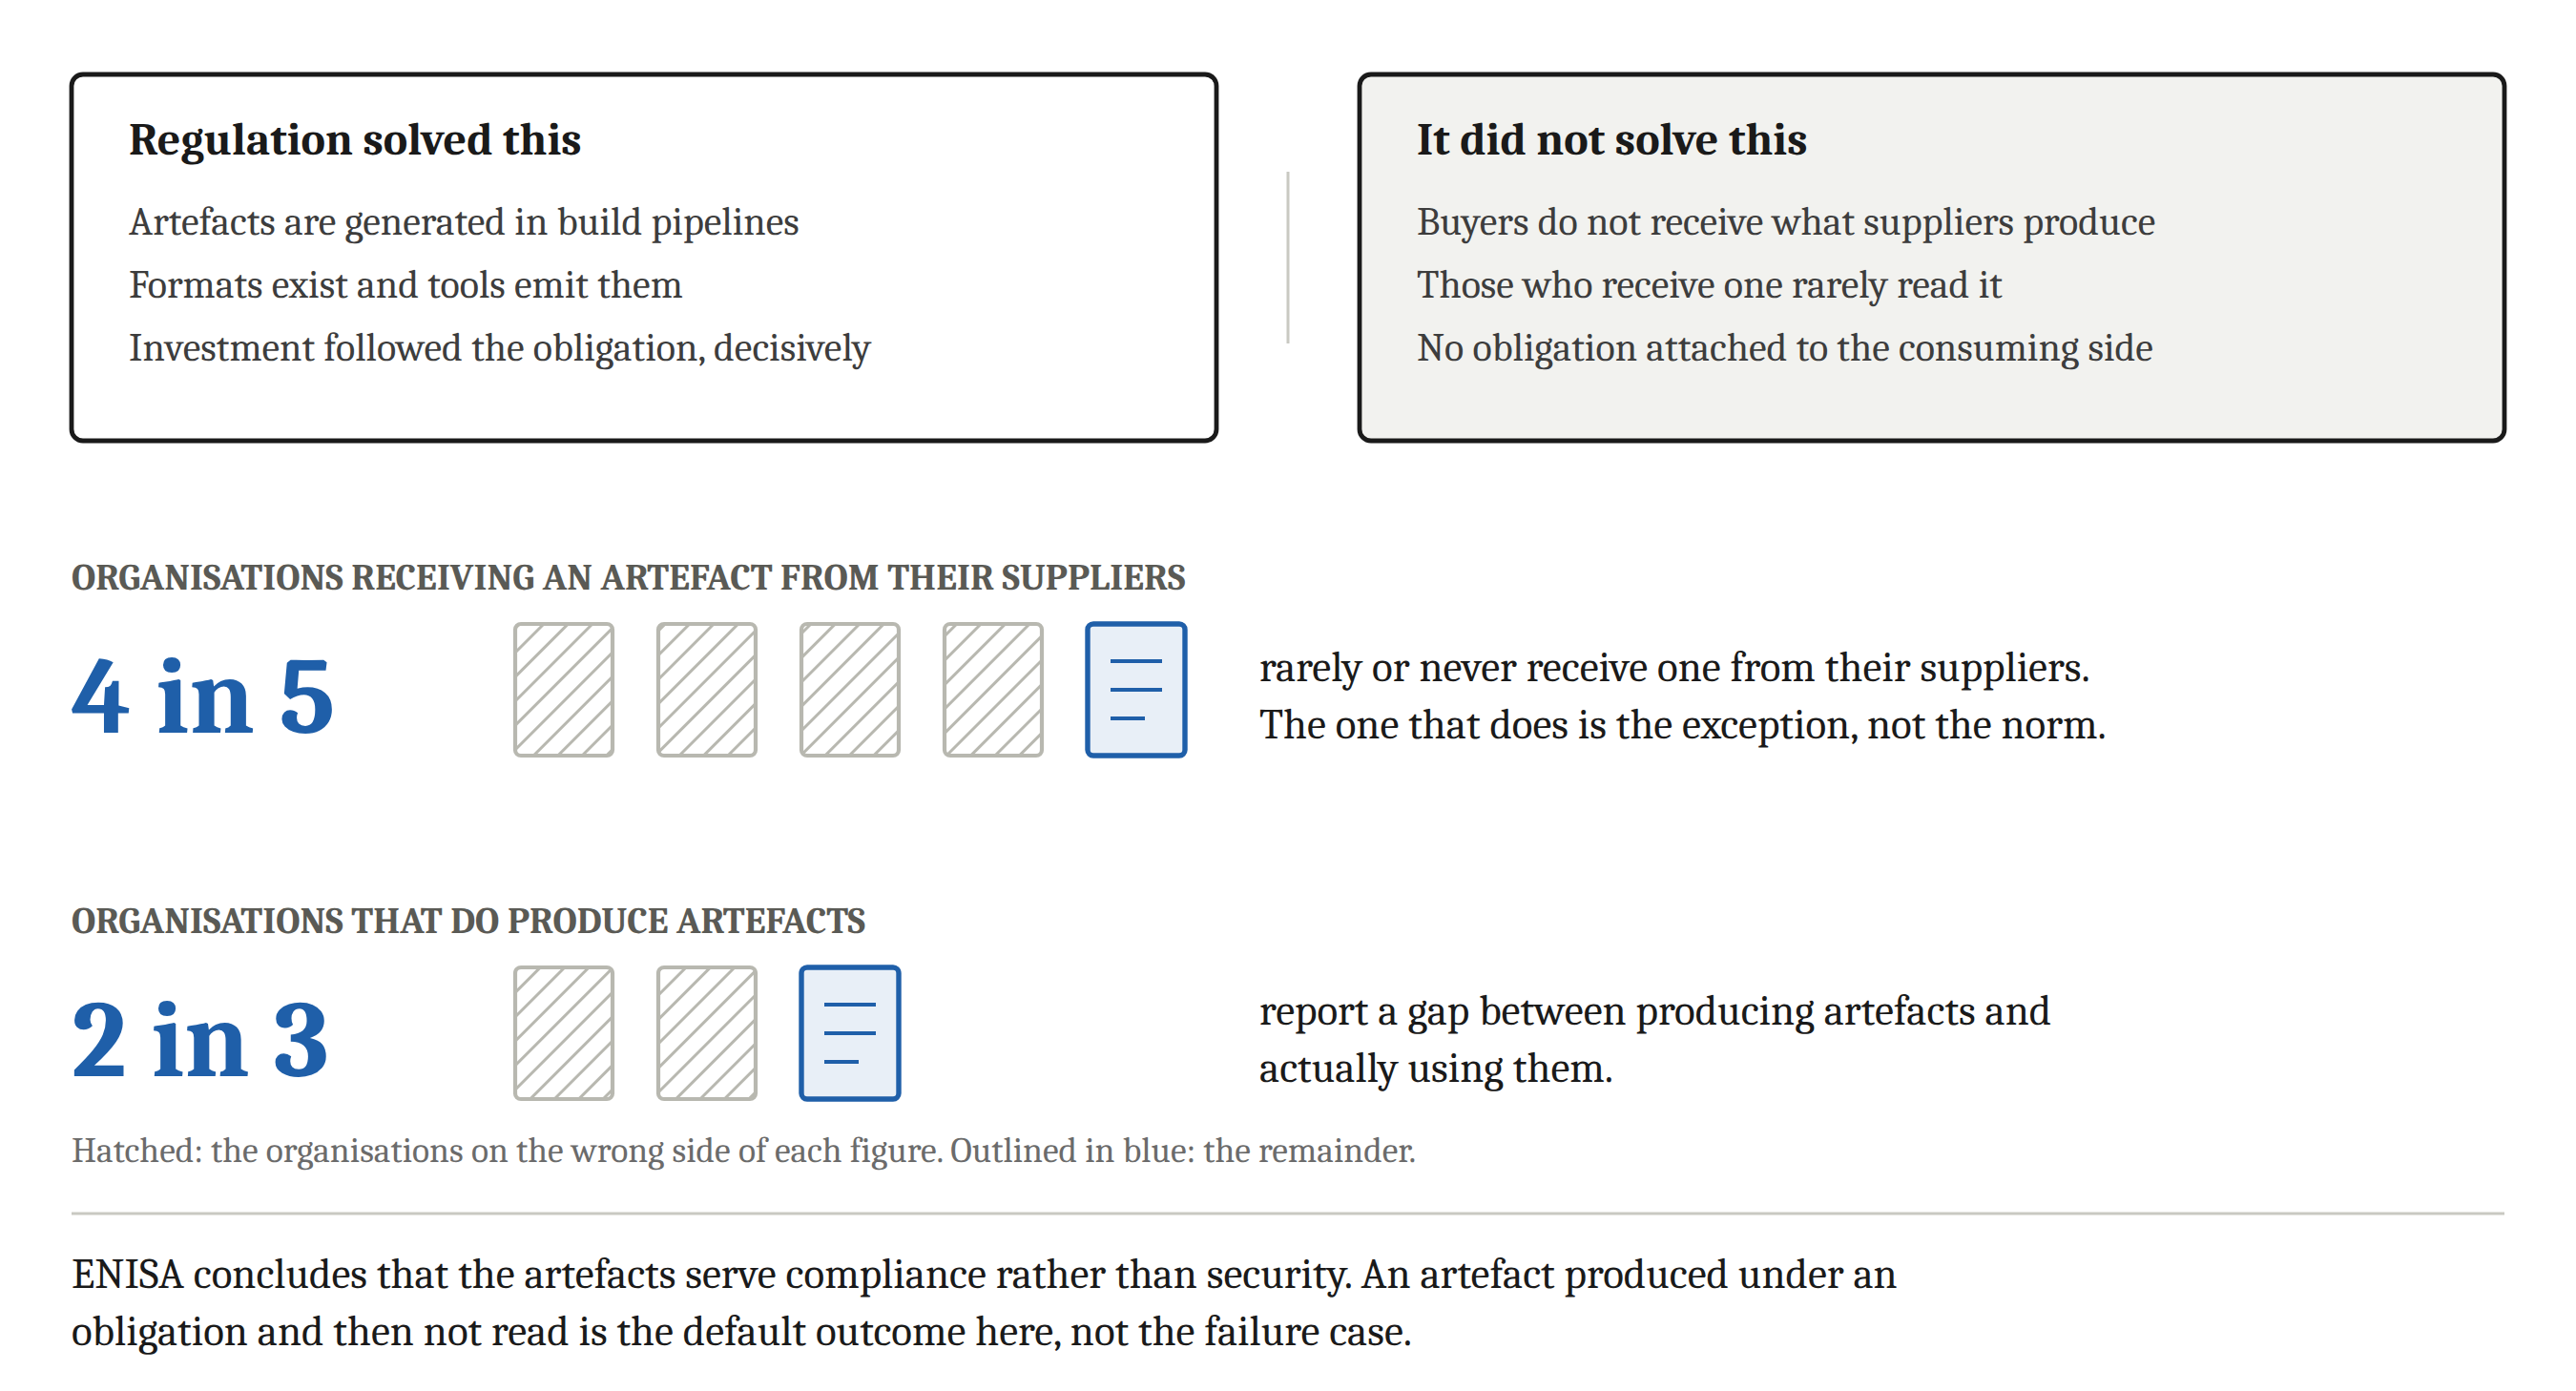 Regulation solved this
Artefacts are generated in build pipelines
Formats exist and tools emit them
Investment followed the obligation, decisively
It did not solve this
Buyers do not receive what suppliers produce
Those who receive one rarely read it
No obligation attached to the consuming side
ORGANISATIONS RECEIVING AN ARTEFACT FROM THEIR SUPPLIERS
4 in 5
rarely or never receive one from their suppliers.
The one that does is the exception, not the norm.
ORGANISATIONS THAT DO PRODUCE ARTEFACTS
2 in 3
report a gap between producing artefacts and
actually using them.
Hatched: the organisations on the wrong side of each figure. Outlined in blue: the remainder.
ENISA concludes that the artefacts serve compliance rather than security. An artefact produced under an
obligation and then not read is the default outcome here, not the failure case.